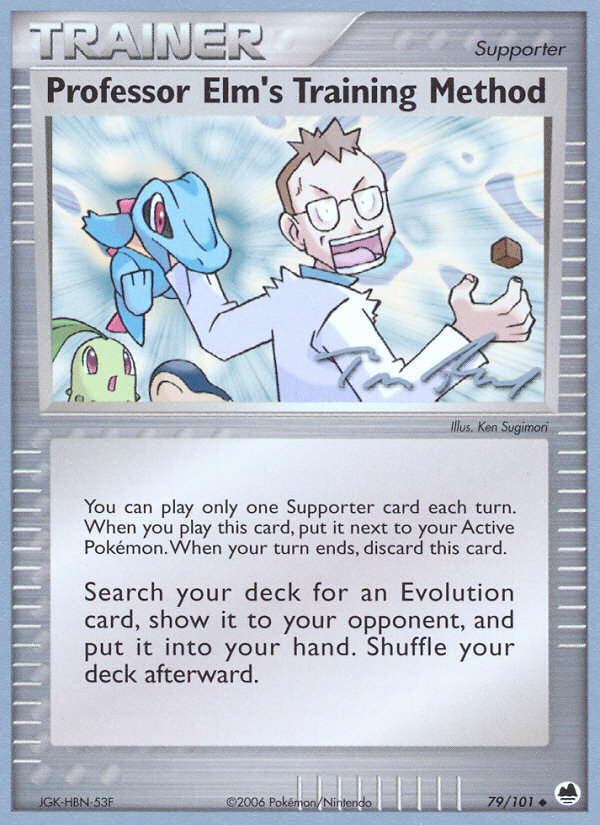 TRAINER
Supporter
Professor Elm's Training Method
Illus. Ken Sugimori
You can play only one Supporter card each turn.
When you play this card, put it next to your Active
Pokémon. When your turn ends, discard this card.
Search your deck for an Evolution
card, show it to your opponent, and
put it into your hand. Shuffle your
deck afterward.
JGK-HBN-53F
©2006 Pokémon/Nintendo
79/101